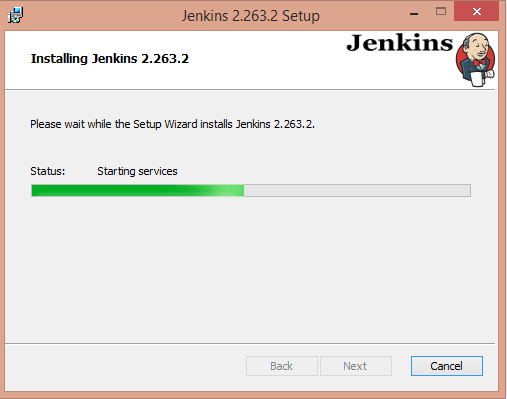 Jenkins 2.263.2 Setup
Jenkins
Installing Jenkins 2.263.2
Please wait while the Setup Wizard installs Jenkins 2.263.2.
Status: Starting services
Back Next Cancel